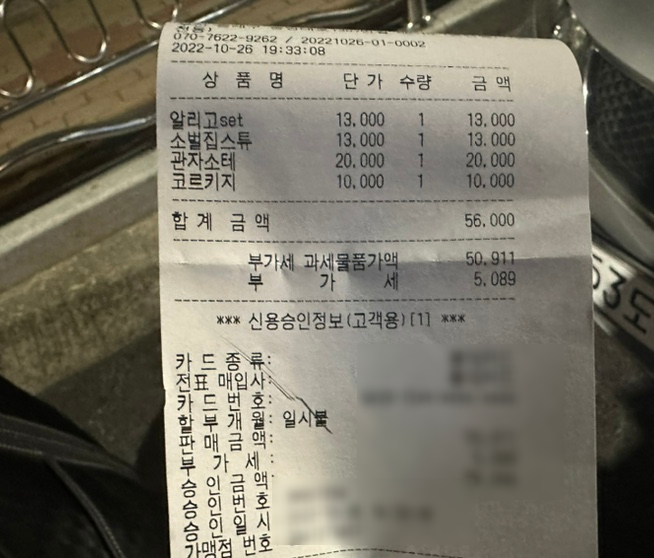 070-7622-9262 / 20221026-01-0002
2022-10-26 19:33:08
상 품 명 단 가 수량 금 액
알리고set 13,000 1 13,000
소벌집스튜 13,000 1 13,000
관자소테 20,000 1 20,000
코르키지 10,000 1 10,000
합 계 금 액 56,000
부가세 과세물품가액 50,911
부 가 세 5,089
*** 신용승인정보(고객용)[1] ***
카 드 종 류:
전표 매입사:
카 드 번 호:
할 부 개 월: 일시불
판 매 금 액:
부 가 세 :
승 인 금 액:
승 인 번 호
승 인 일 시
가맹점 번호
53도